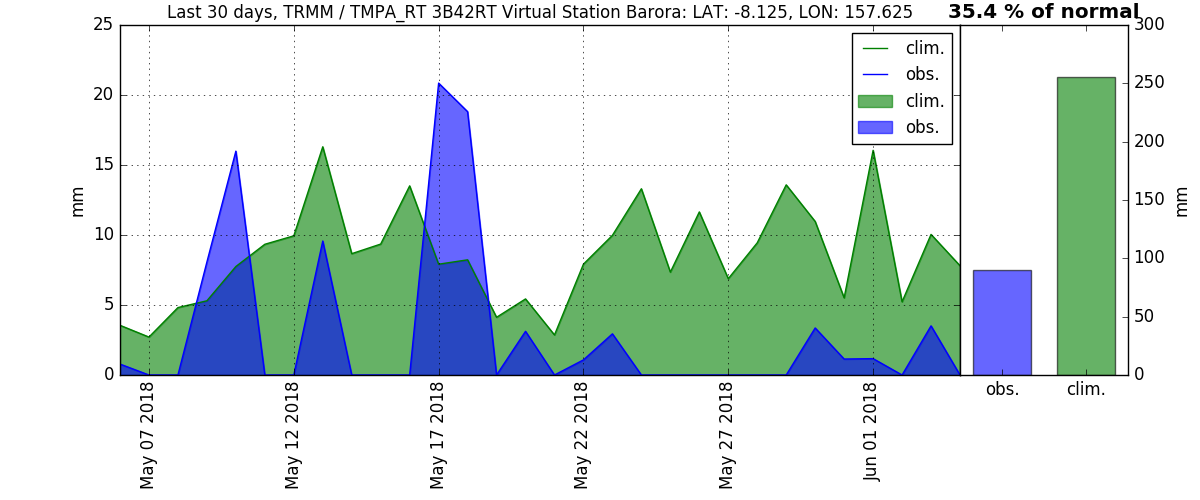 Last 30 days, TRMM / TMPA_RT 3B42RT Virtual Station Barora: LAT: -8.125, LON: 157.625
35.4 % of normal
25
20
15
10
5
0
mm
clim.
obs.
clim.
obs.
May 07 2018
May 12 2018
May 17 2018
May 22 2018
May 27 2018
Jun 01 2018
300
250
200
150
100
50
0
mm
obs.
clim.